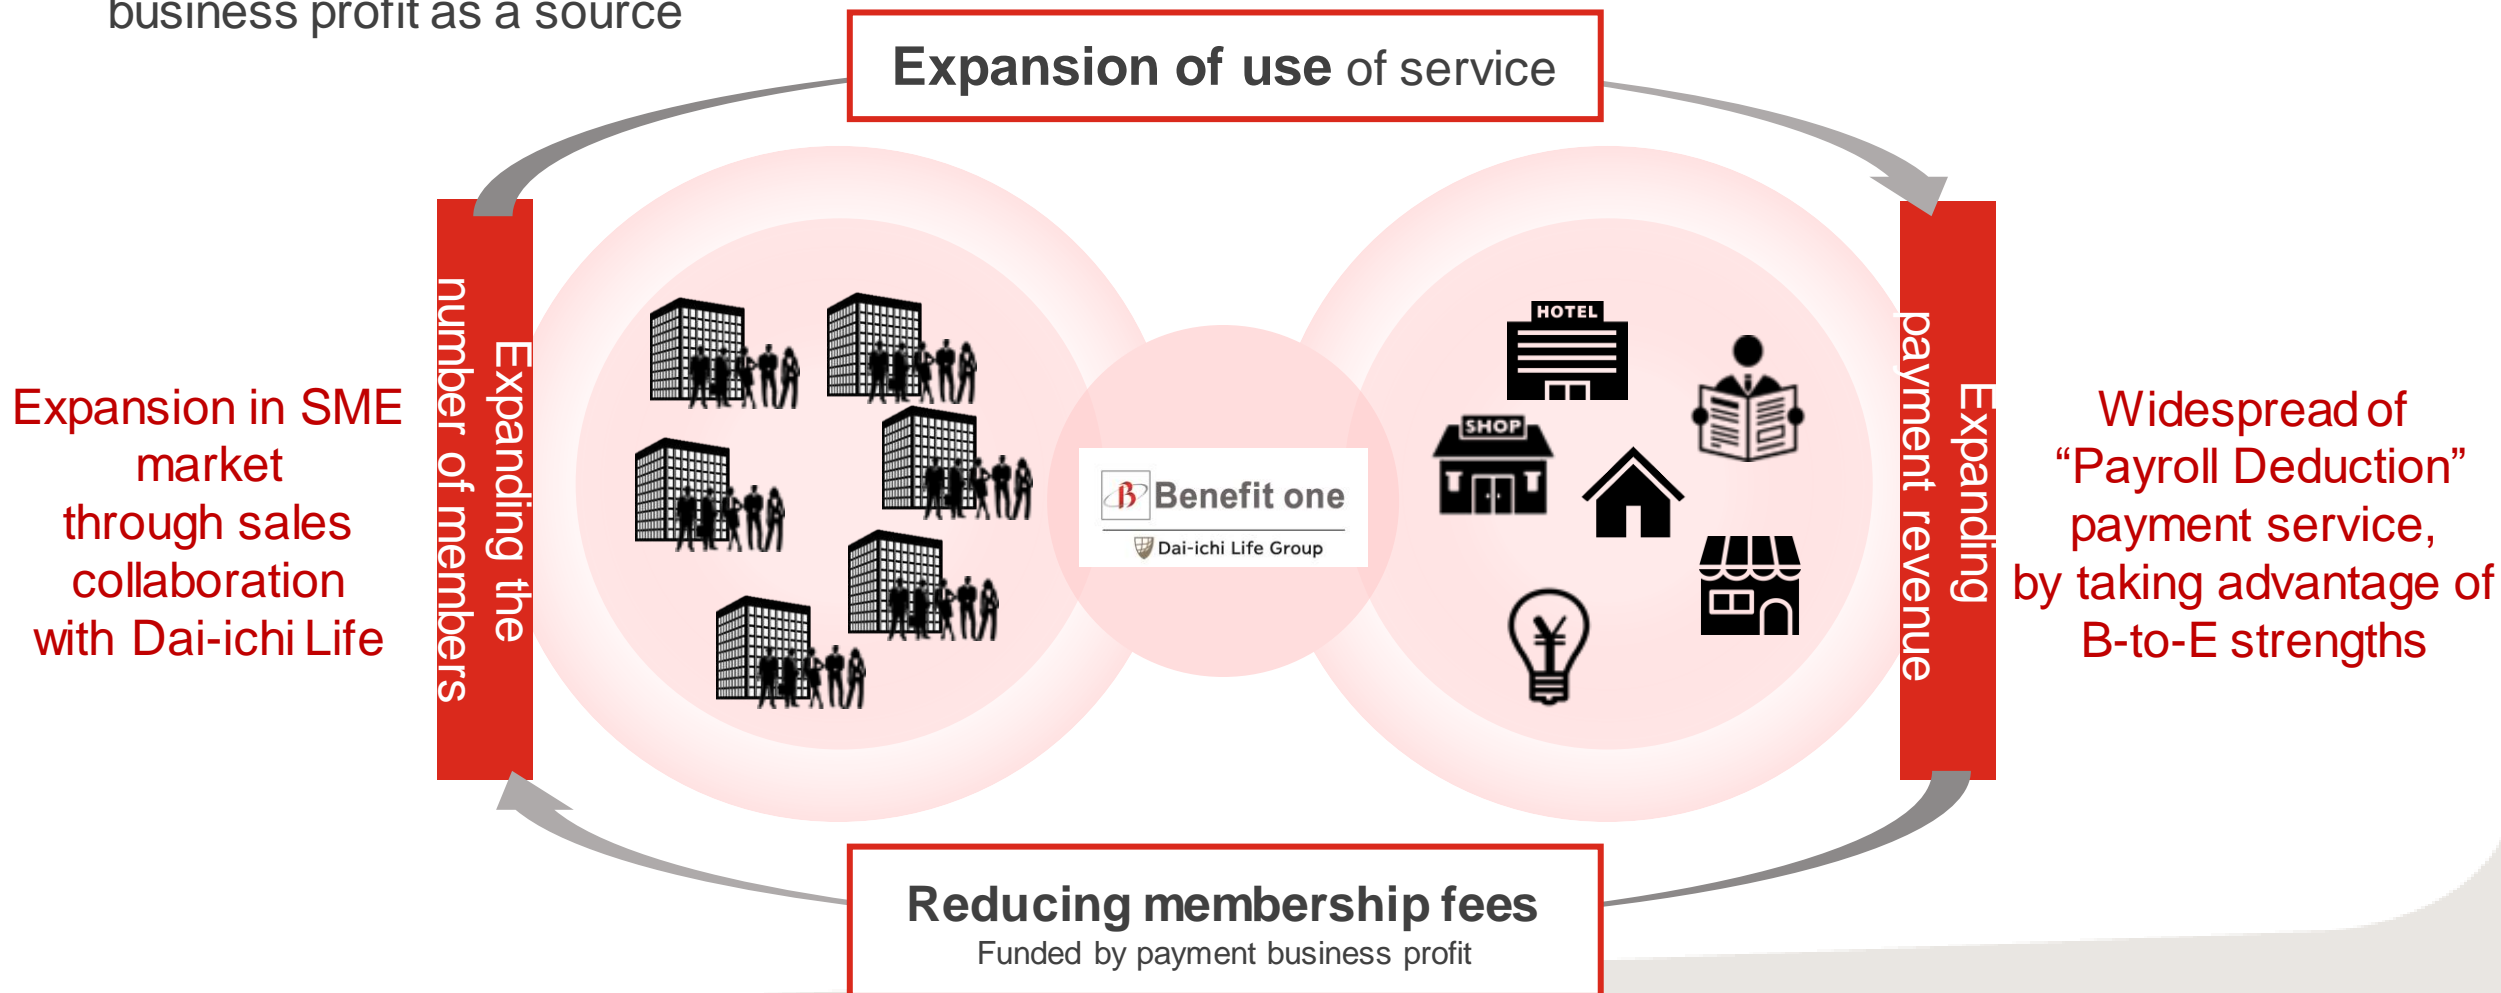 business profit as a source
Expansion of use of service
Expansion in SME
market
through sales
collaboration
with Dai-ichi Life
Expanding the
number of members
HOTEL
SHOP
¥
B Benefit one
Dai-ichi Life Group
Expanding
payment revenue
Widespread of
“Payroll Deduction”
payment service,
by taking advantage of
B-to-E strengths
Reducing membership fees
Funded by payment business profit